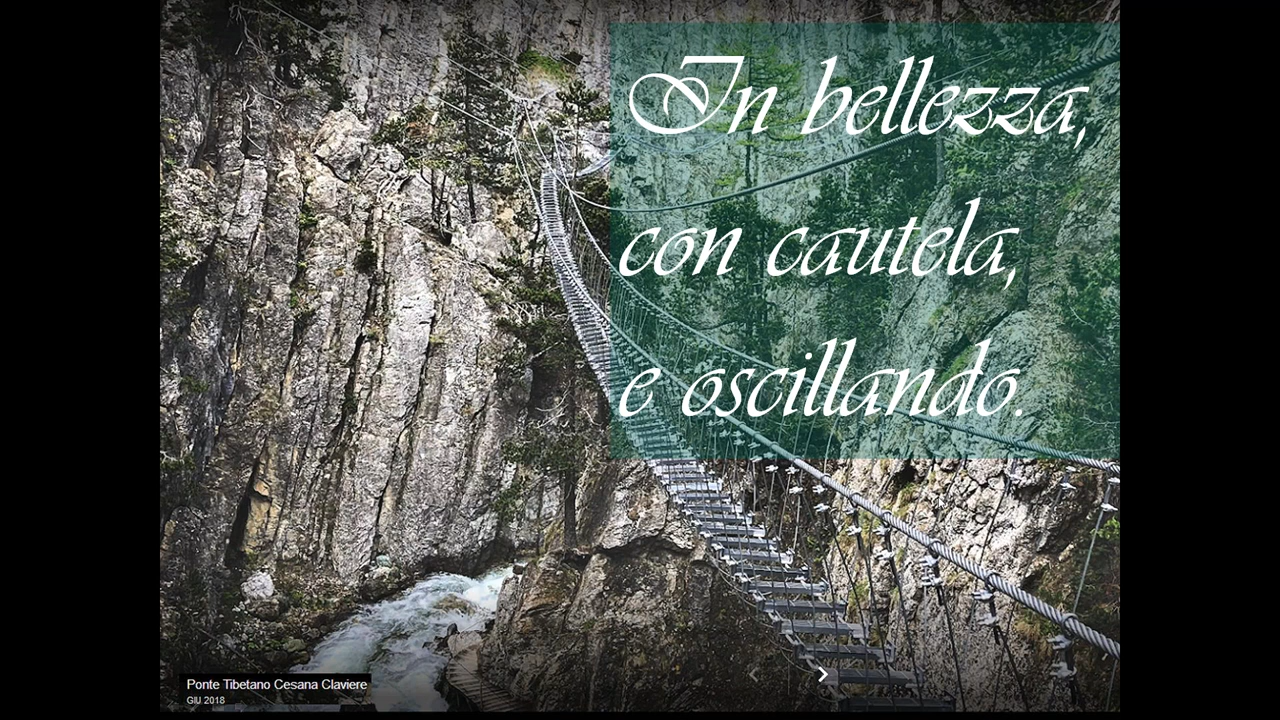 In bellezza,
con cautela,
e oscillando.
Ponte Tibetano Cesana Claviere
GIU 2018